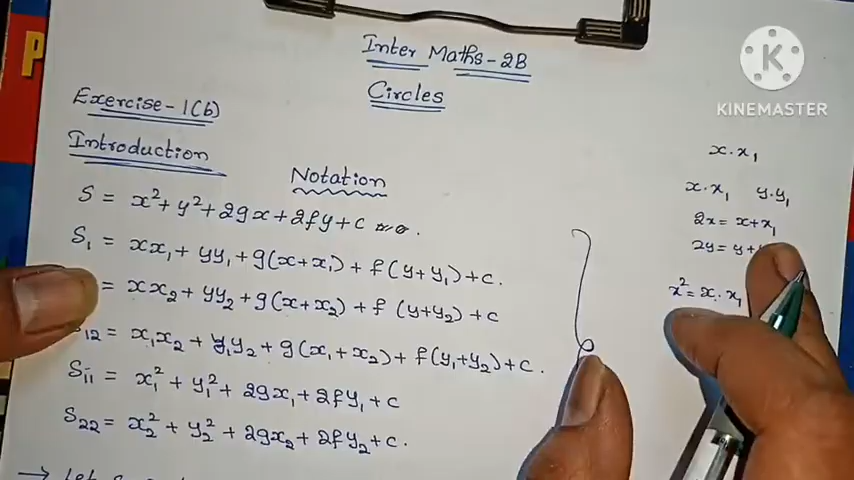 Inter Maths-2B
Circles
K
KINEMASTER
Exercise-1(b)
Introduction
Notation
S = x²+y²+2gx+2fy+c=0.
S₁ = xx₁+yy₁+g(x+x₁)+f(y+y₁)+c.
= xx₂+yy₂+g(x+x₂)+f(y+y₂)+c
12 = x₁x₂+y₁y₂+g(x₁+x₂)+f(y₁+y₂)+c.
S₁₁ = x₁²+y₁²+2gx₁+2fy₁+c
S₂₂ = x₂²+y₂²+2gx₂+2fy₂+c.
→ Let
x.x₁
x.x₁ y.y₁
2x=x+x₁
2y=y+
x²=x.x₁